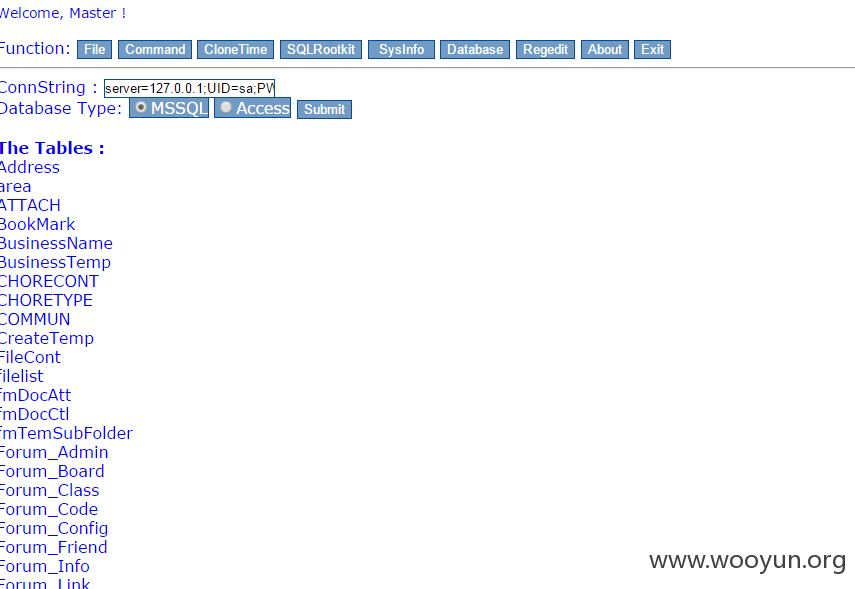 Welcome, Master !
Function: File Command CloneTime SQLRootkit SysInfo Database Regedit About Exit
ConnString : server=127.0.0.1;UID=sa;PW
Database Type: MSSQL Access Submit
The Tables :
Address
area
ATTACH
BookMark
BusinessName
BusinessTemp
CHORECONT
CHORETYPE
COMMUN
CreateTemp
FileCont
filelist
fmDocAtt
fmDocCtl
fmTemSubFolder
Forum_Admin
Forum_Board
Forum_Class
Forum_Code
Forum_Config
Forum_Friend
Forum_Info
Forum_Link
www.wooyun.org